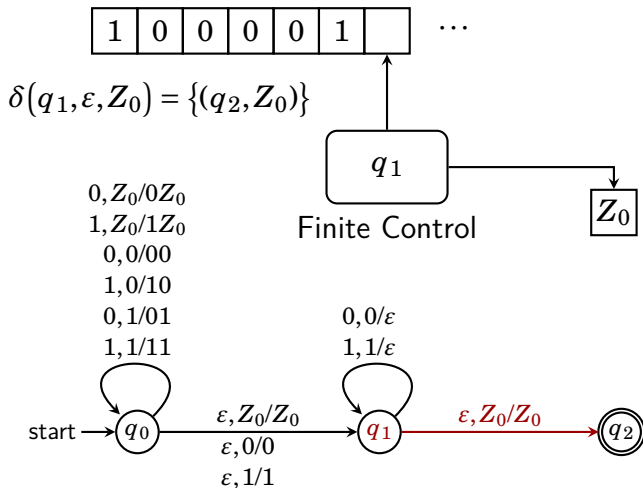 1 0 0 0 0 1 ⋯
δ(q₁, ε, Z₀) = {(q₂, Z₀)}
q₁
Z₀
Finite Control
0, Z₀/0Z₀
1, Z₀/1Z₀
0, 0/00
1, 0/10
0, 1/01
1, 1/11
0, 0/ε
1, 1/ε
start
q₀
ε, Z₀/Z₀
ε, 0/0
ε, 1/1
q₁
ε, Z₀/Z₀
q₂